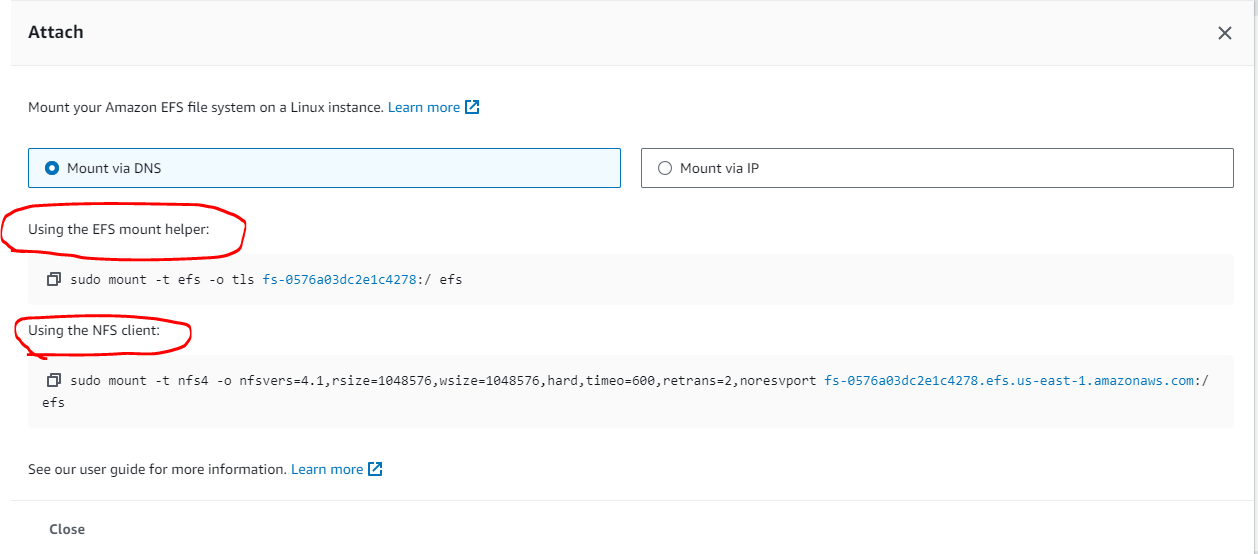 Attach
Mount your Amazon EFS file system on a Linux instance. Learn more
Mount via DNS
Mount via IP
Using the EFS mount helper:
sudo mount -t efs -o tls fs-0576a03dc2e1c4278:/ efs
Using the NFS client:
sudo mount -t nfs4 -o nfsvers=4.1,rsize=1048576,wsize=1048576,hard,timeo=600,retrans=2,noresvport fs-0576a03dc2e1c4278.efs.us-east-1.amazonaws.com:/
efs
See our user guide for more information. Learn more
Close